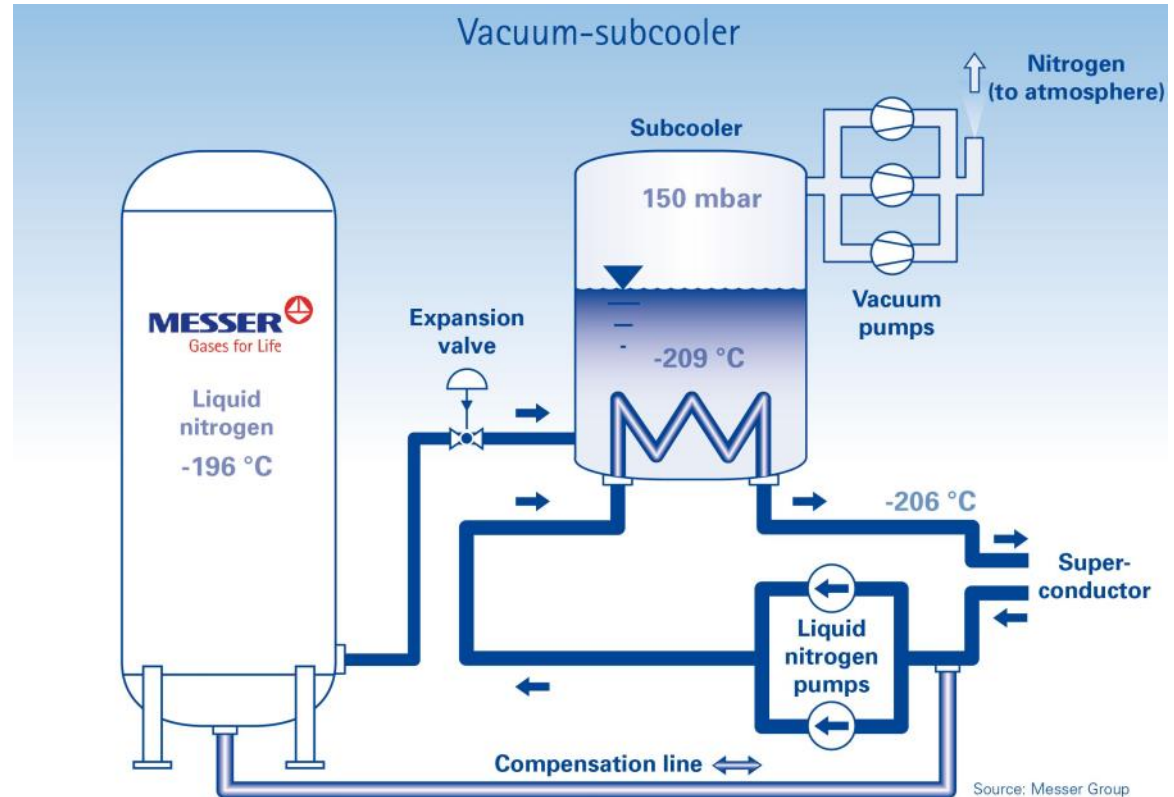 Vacuum-subcooler
Nitrogen
(to atmosphere)
Subcooler
150 mbar
Vacuum
pumps
MESSER
Gases for Life
Expansion
valve
-209 °C
Liquid
nitrogen
-196 °C
-206 °C
Super-
conductor
Liquid
nitrogen
pumps
Compensation line
Source: Messer Group